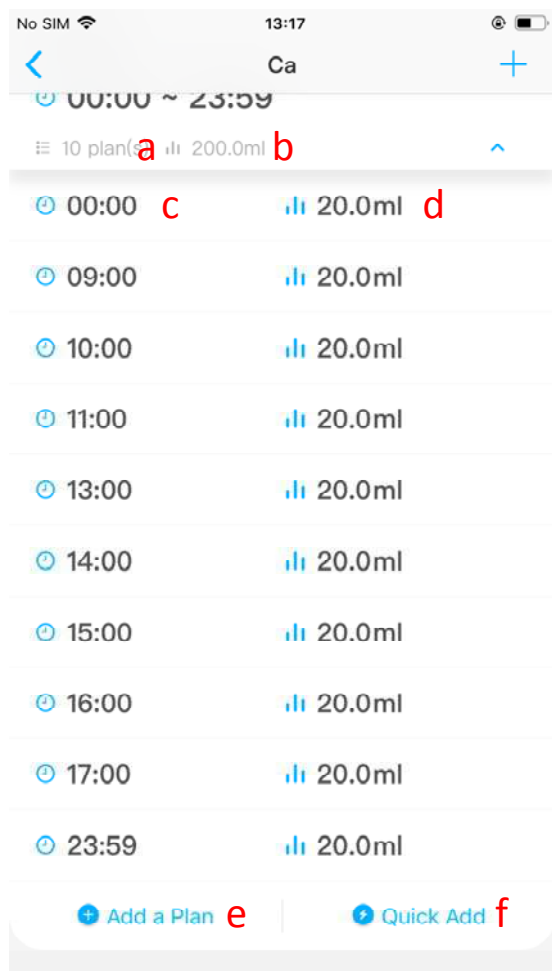 No SIM 13:17
Ca
00:00 ~ 23:59
10 plan(s) a 200.0ml b
00:00 c 20.0ml d
09:00 20.0ml
10:00 20.0ml
11:00 20.0ml
13:00 20.0ml
14:00 20.0ml
15:00 20.0ml
16:00 20.0ml
17:00 20.0ml
23:59 20.0ml
Add a Plan e Quick Add f